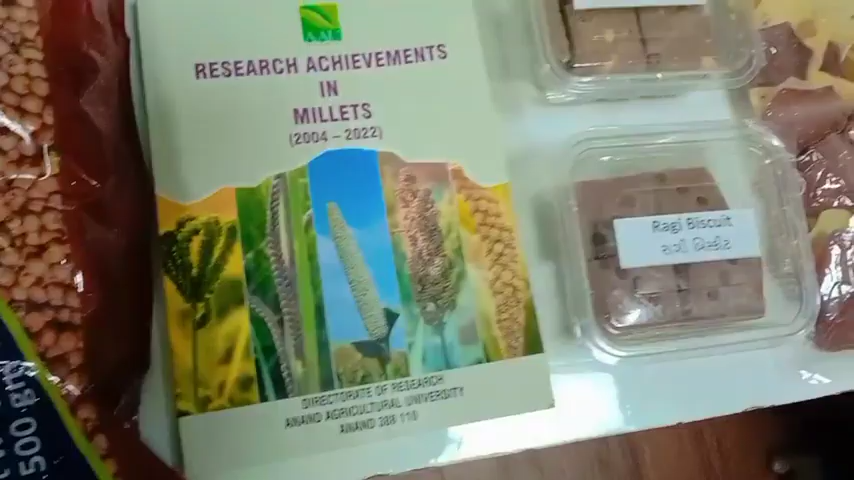 AAU
RESEARCH ACHIEVEMENTS
IN
MILLETS
(2004 – 2022)
DIRECTORATE OF RESEARCH
ANAND AGRICULTURAL UNIVERSITY
ANAND 388 110
Ragi Biscuit
રાગી બિસ્કીટ
500 gm